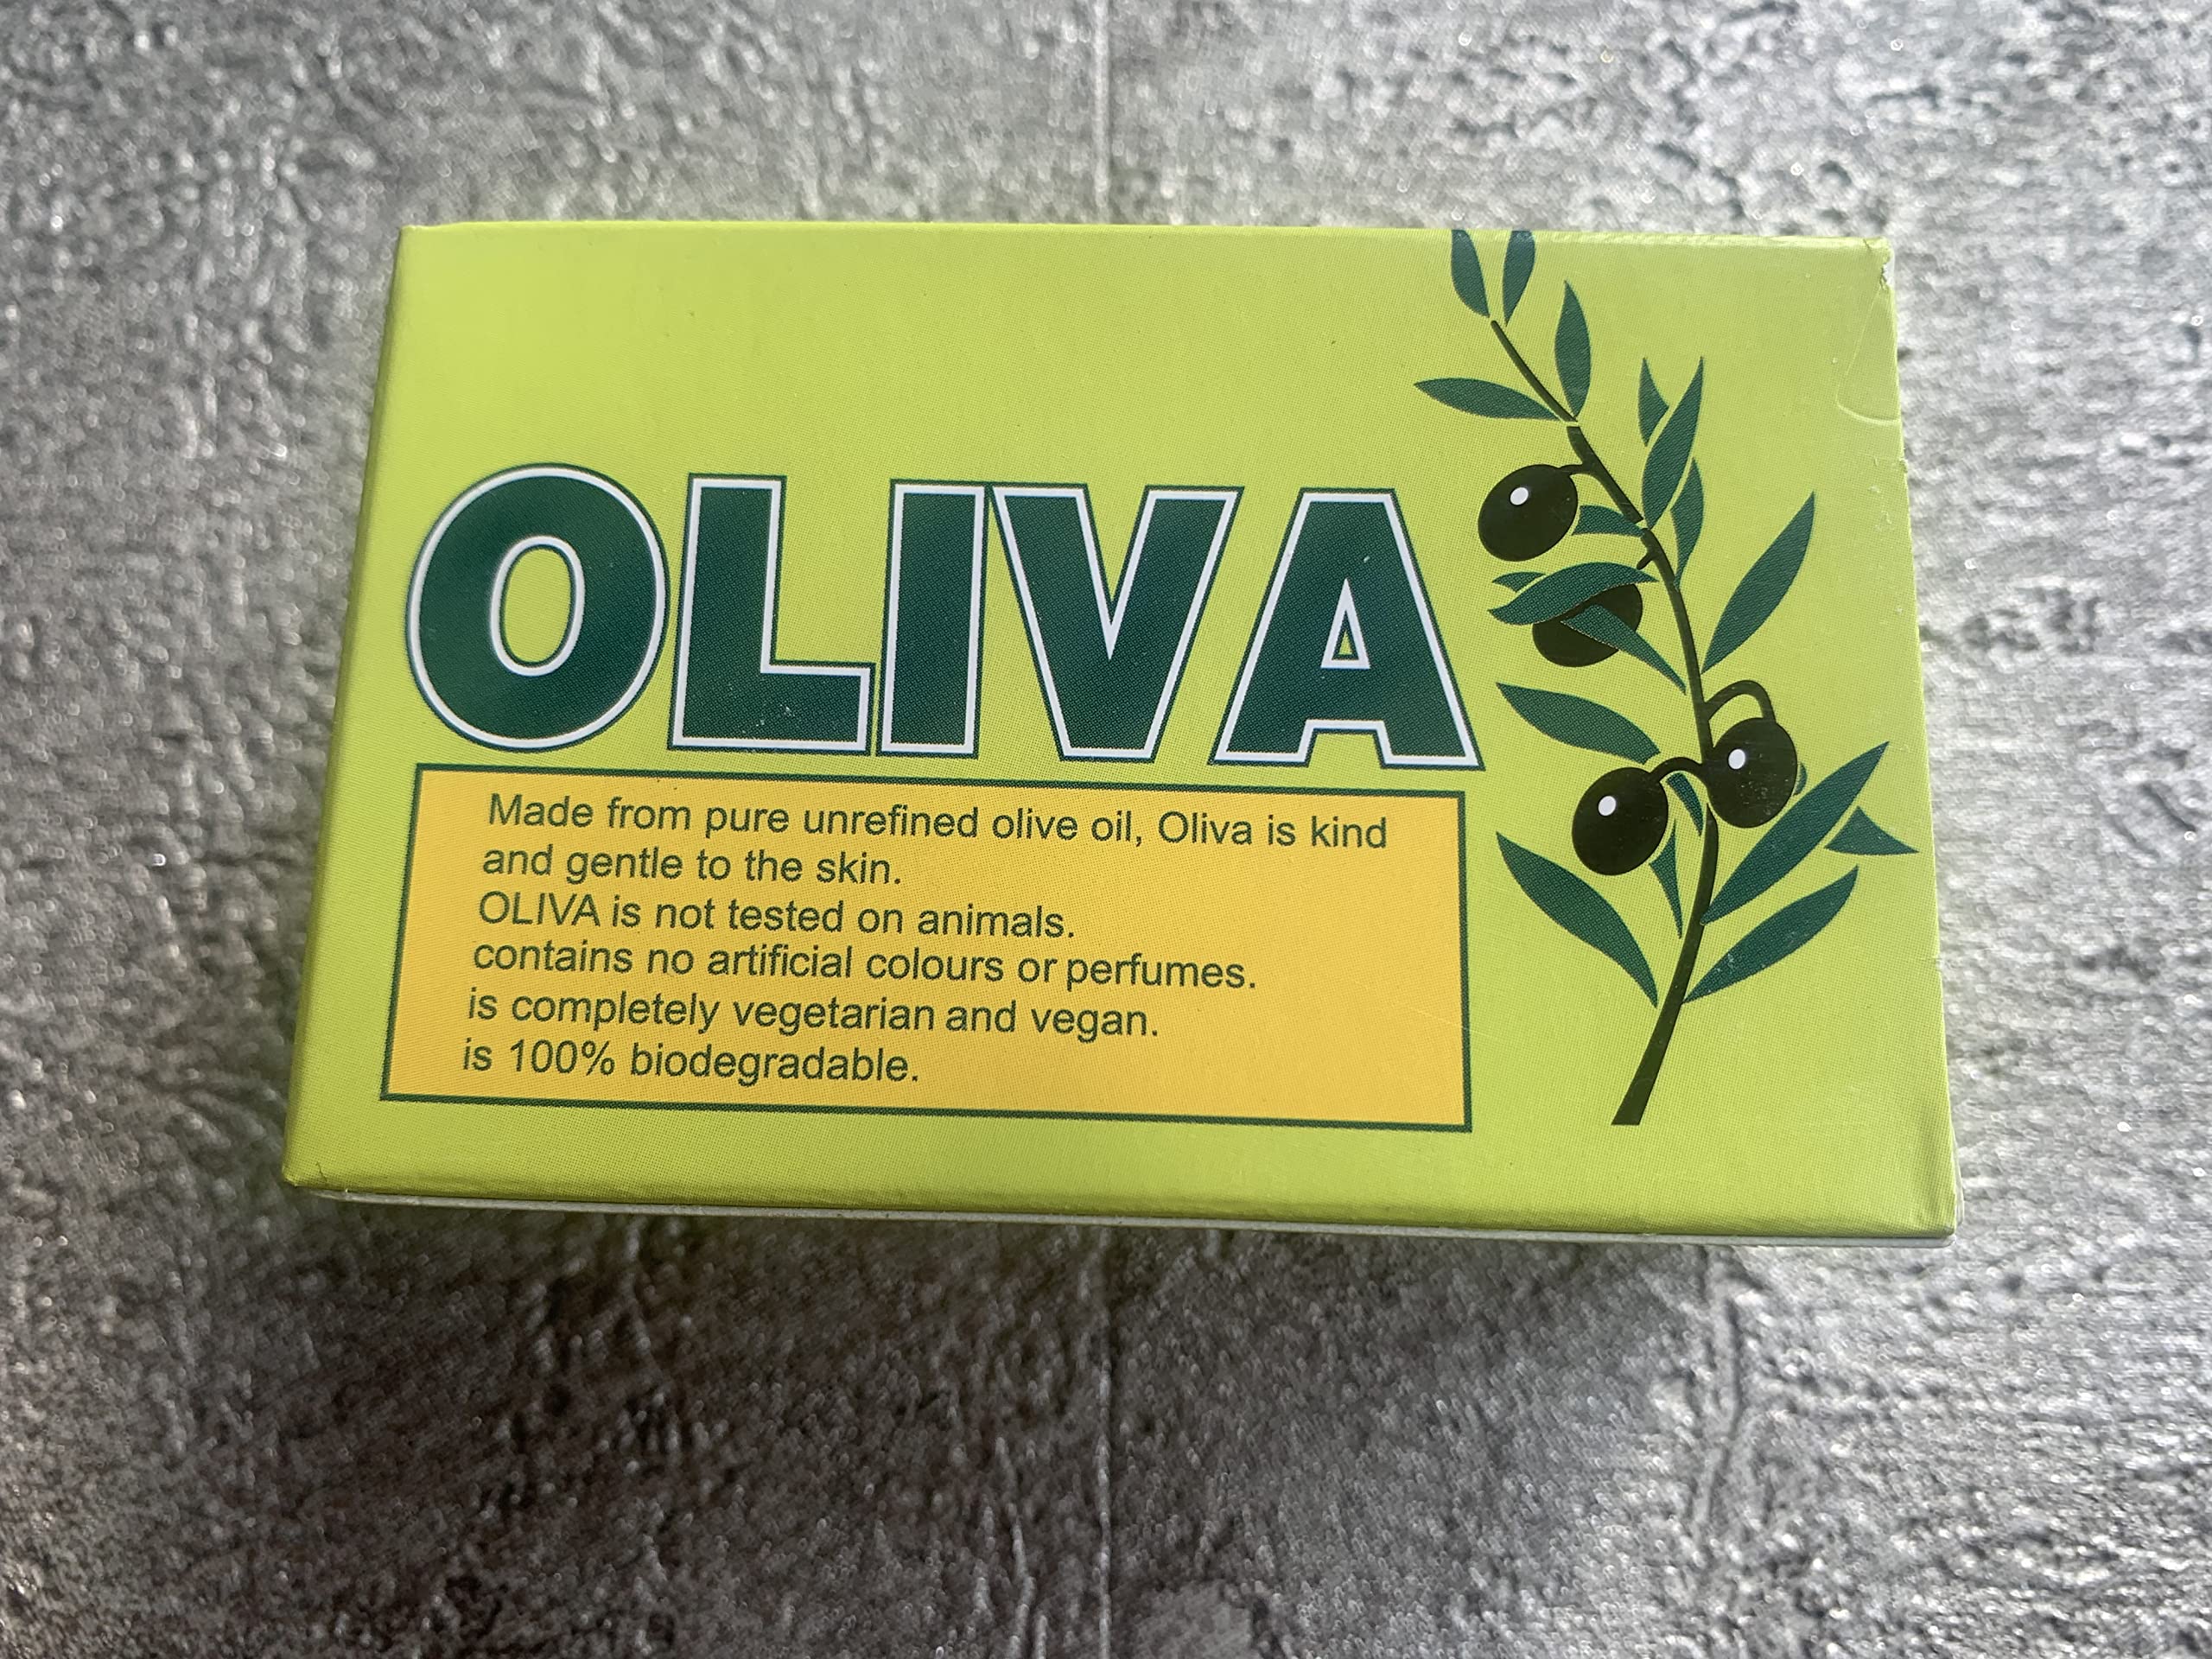 OLIVA
Made from pure unrefined olive oil, Oliva is kind
and gentle to the skin.
OLIVA is not tested on animals.
contains no artificial colours or perfumes.
is completely vegetarian and vegan.
is 100% biodegradable.